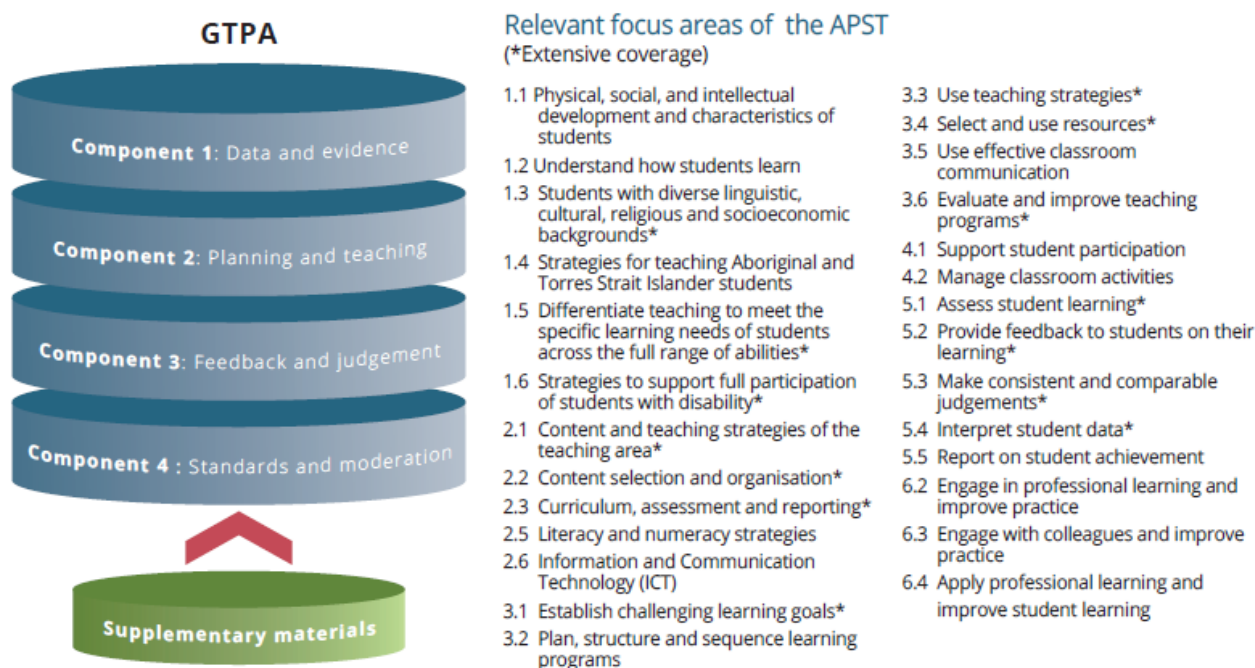 GTPA
Component 1: Data and evidence
Component 2: Planning and teaching
Component 3: Feedback and judgement
Component 4 : Standards and moderation
Supplementary materials
Relevant focus areas of the APST
(*Extensive coverage)
1.1 Physical, social, and intellectual
development and characteristics of
students
1.2 Understand how students learn
1.3 Students with diverse linguistic,
cultural, religious and socioeconomic
backgrounds*
1.4 Strategies for teaching Aboriginal and
Torres Strait Islander students
1.5 Differentiate teaching to meet the
specific learning needs of students
across the full range of abilities*
1.6 Strategies to support full participation
of students with disability*
2.1 Content and teaching strategies of the
teaching area*
2.2 Content selection and organisation*
2.3 Curriculum, assessment and reporting*
2.5 Literacy and numeracy strategies
2.6 Information and Communication
Technology (ICT)
3.1 Establish challenging learning goals*
3.2 Plan, structure and sequence learning
programs
3.3 Use teaching strategies*
3.4 Select and use resources*
3.5 Use effective classroom
communication
3.6 Evaluate and improve teaching
programs*
4.1 Support student participation
4.2 Manage classroom activities
5.1 Assess student learning*
5.2 Provide feedback to students on their
learning*
5.3 Make consistent and comparable
judgements*
5.4 Interpret student data*
5.5 Report on student achievement
6.2 Engage in professional learning and
improve practice
6.3 Engage with colleagues and improve
practice
6.4 Apply professional learning and
improve student learning